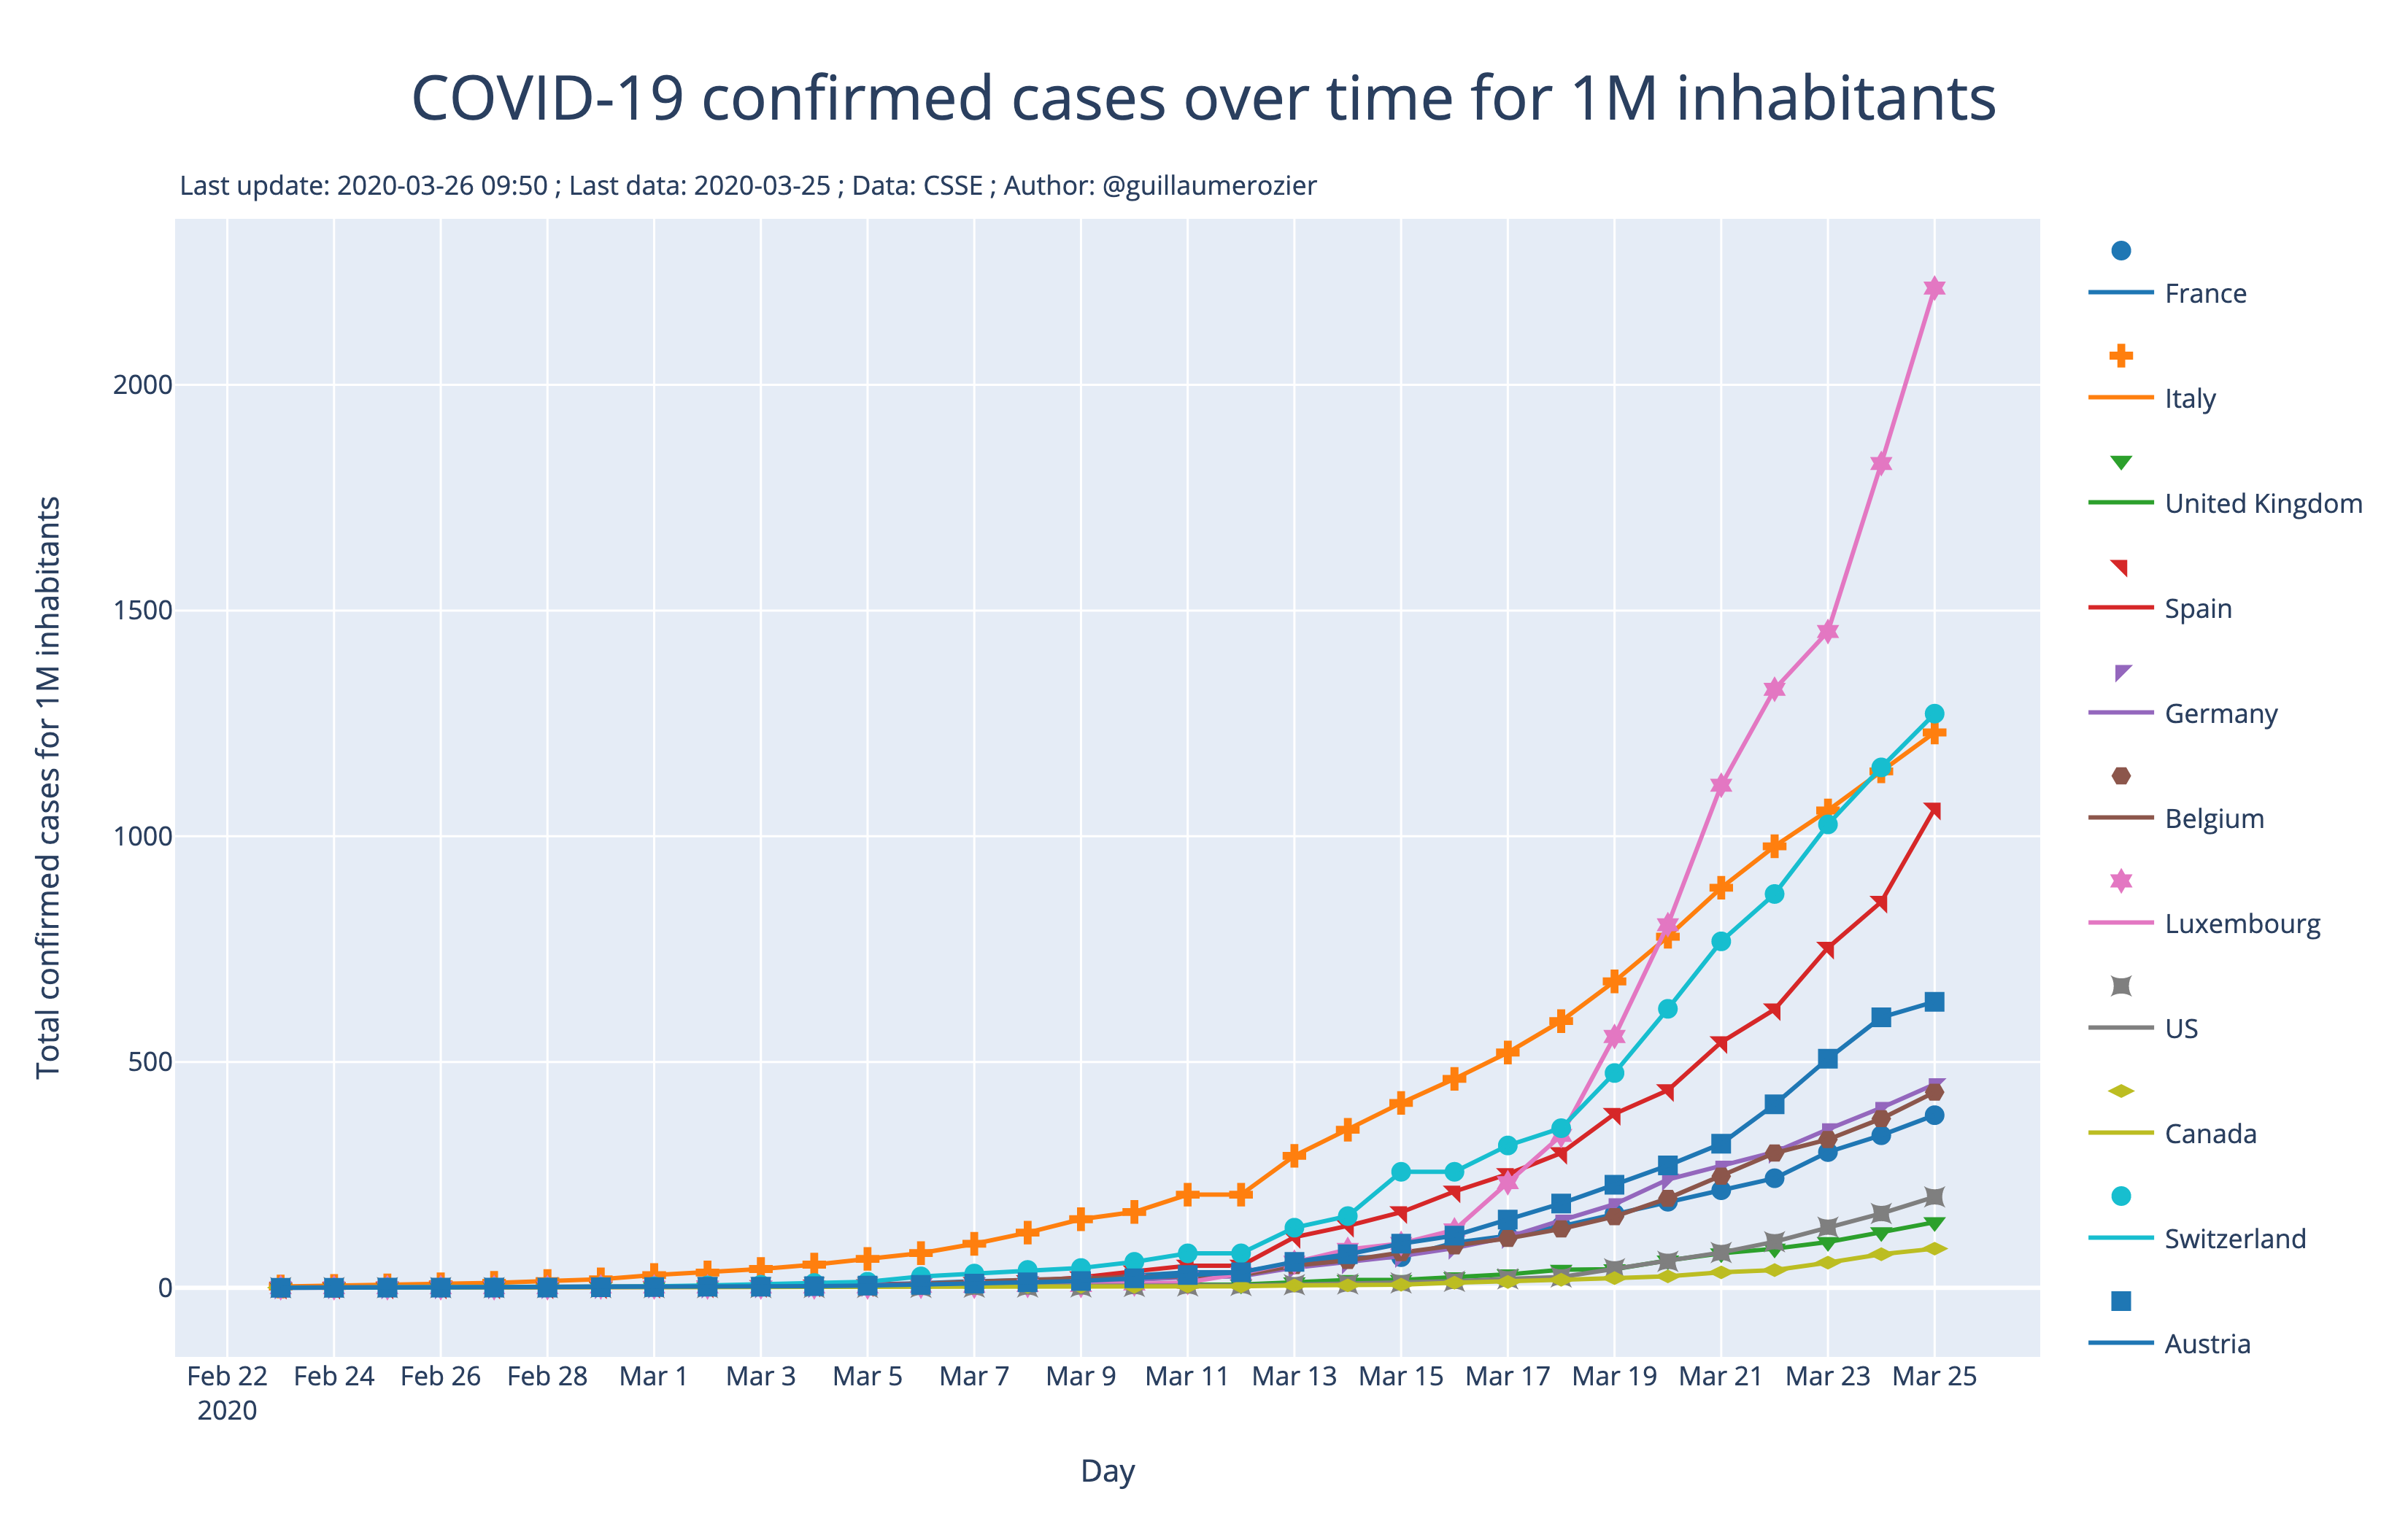 COVID-19 confirmed cases over time for 1M inhabitants
Last update: 2020-03-26 09:50 ; Last data: 2020-03-25 ; Data: CSSE ; Author: @guillaumerozier
Total confirmed cases for 1M inhabitants
2000
1500
1000
500
0
Feb 22 Feb 24 Feb 26 Feb 28 Mar 1 Mar 3 Mar 5 Mar 7 Mar 9 Mar 11 Mar 13 Mar 15 Mar 17 Mar 19 Mar 21 Mar 23 Mar 25
2020
Day
France
Italy
United Kingdom
Spain
Germany
Belgium
Luxembourg
US
Canada
Switzerland
Austria